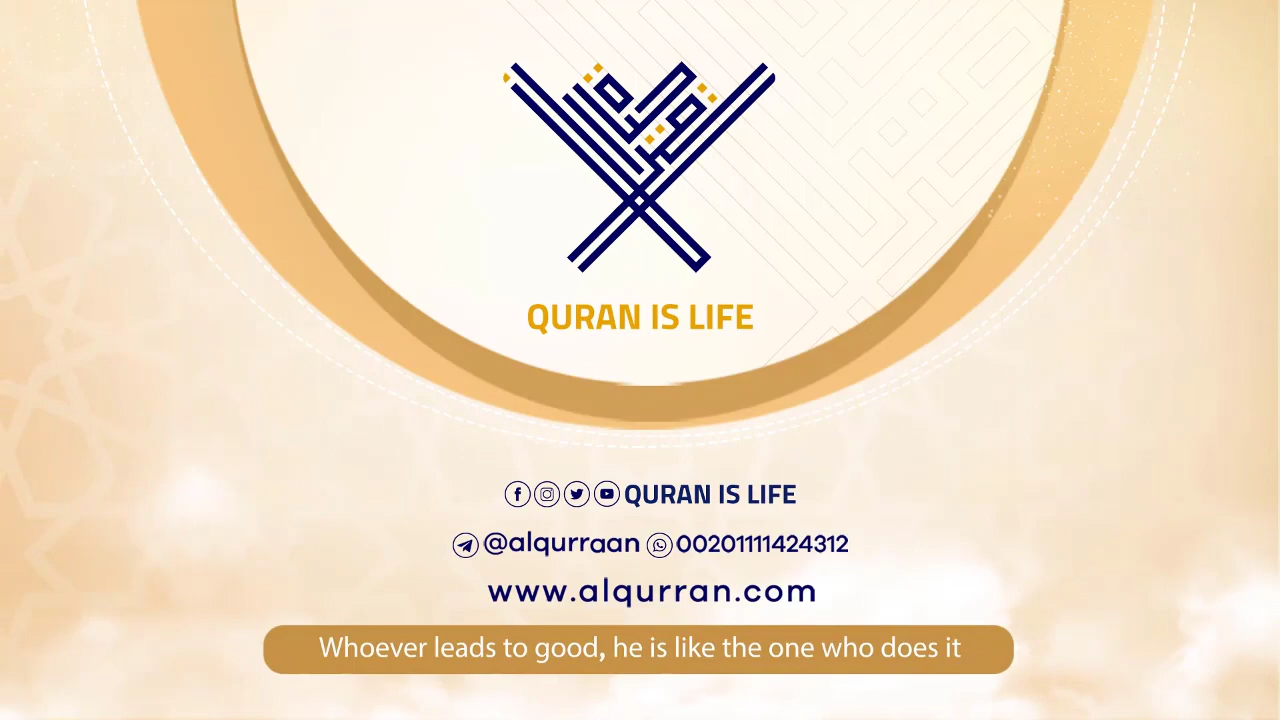 QURAN IS LIFE
QURAN IS LIFE
@alqurraan 00201111424312
www.alqurran.com
Whoever leads to good, he is like the one who does it